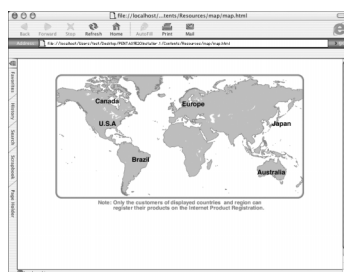 file://localhost/...tents/Resources/map/map.html
Back Forward Stop Refresh Home AutoFill Print Mail
Address:
Favorites
History
Search
Scrapbook
Page Holder
Canada
Europe
U.S.A
Japan
Brazil
Australia
Note: Only the customers of displayed countries and region can
register their products on the Internet Product Registration.